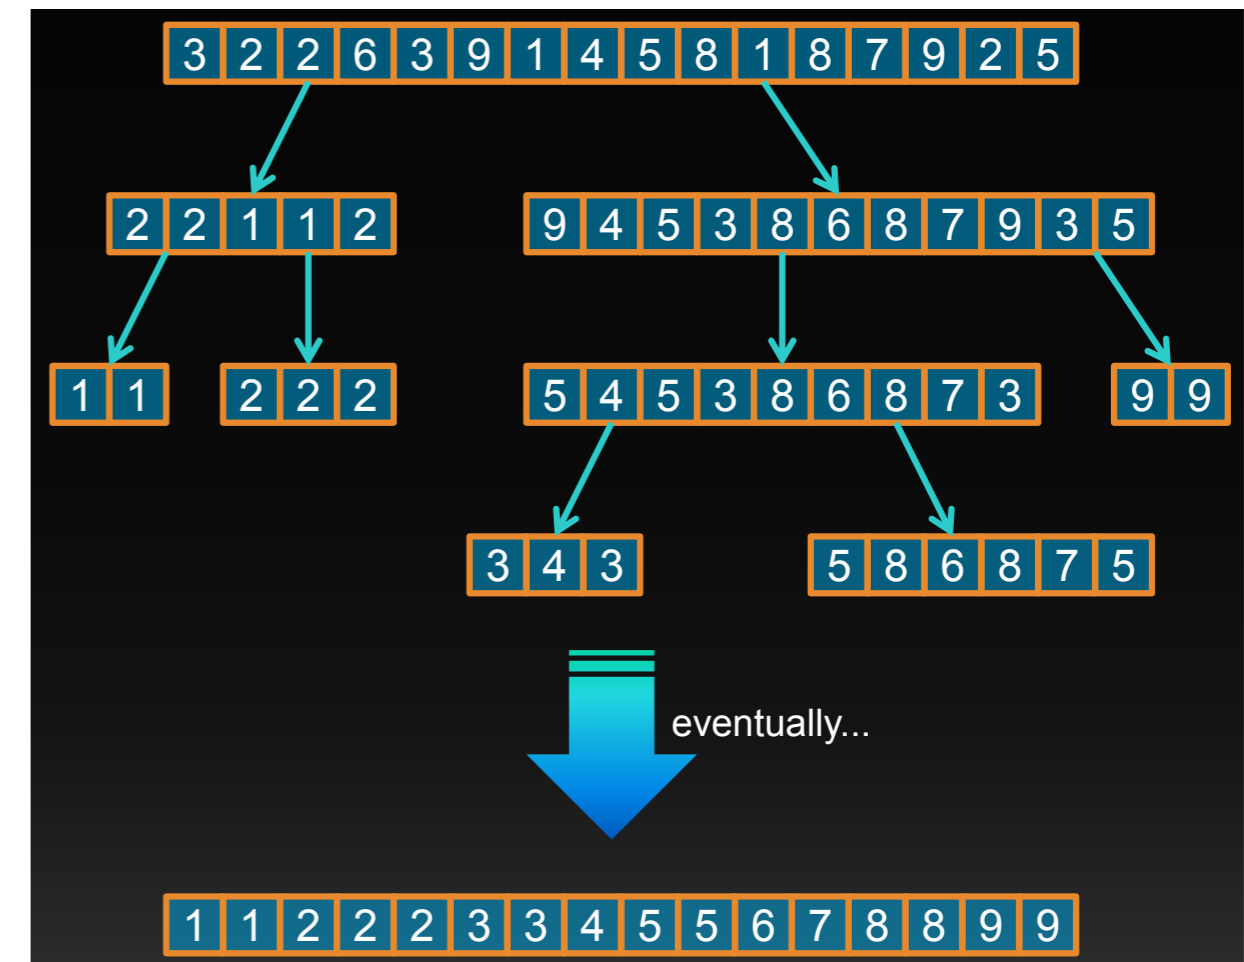 3 2 2 6 3 9 1 4 5 8 1 8 7 9 2 5
2 2 1 1 2 9 4 5 3 8 6 8 7 9 3 5
1 1 2 2 2 5 4 5 3 8 6 8 7 3 9 9
3 4 3 5 8 6 8 7 5
eventually...
1 1 2 2 2 3 3 4 5 5 6 7 8 8 9 9